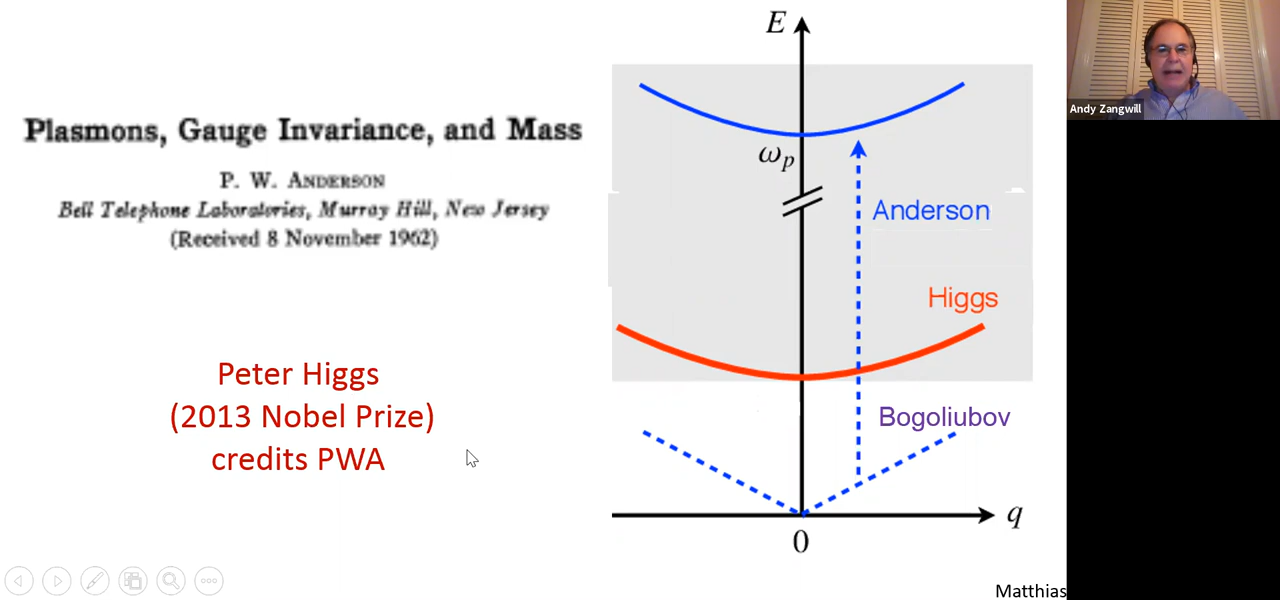 Plasmons, Gauge Invariance, and Mass
P. W. ANDERSON
Bell Telephone Laboratories, Murray Hill, New Jersey
(Received 8 November 1962)
Peter Higgs
(2013 Nobel Prize)
credits PWA
E
ωp
Anderson
Higgs
Bogoliubov
q
0
Matthias
Andy Zangwill